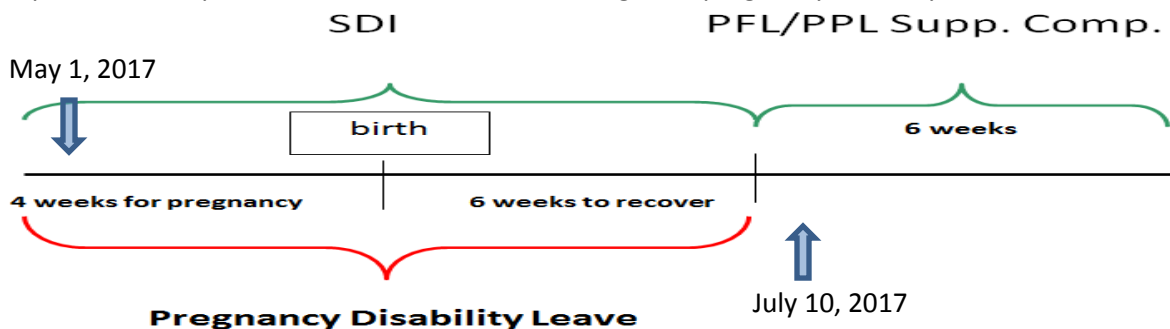 SDI
PFL/PPL Supp. Comp.
May 1, 2017
birth
6 weeks
4 weeks for pregnancy
6 weeks to recover
July 10, 2017
Pregnancy Disability Leave